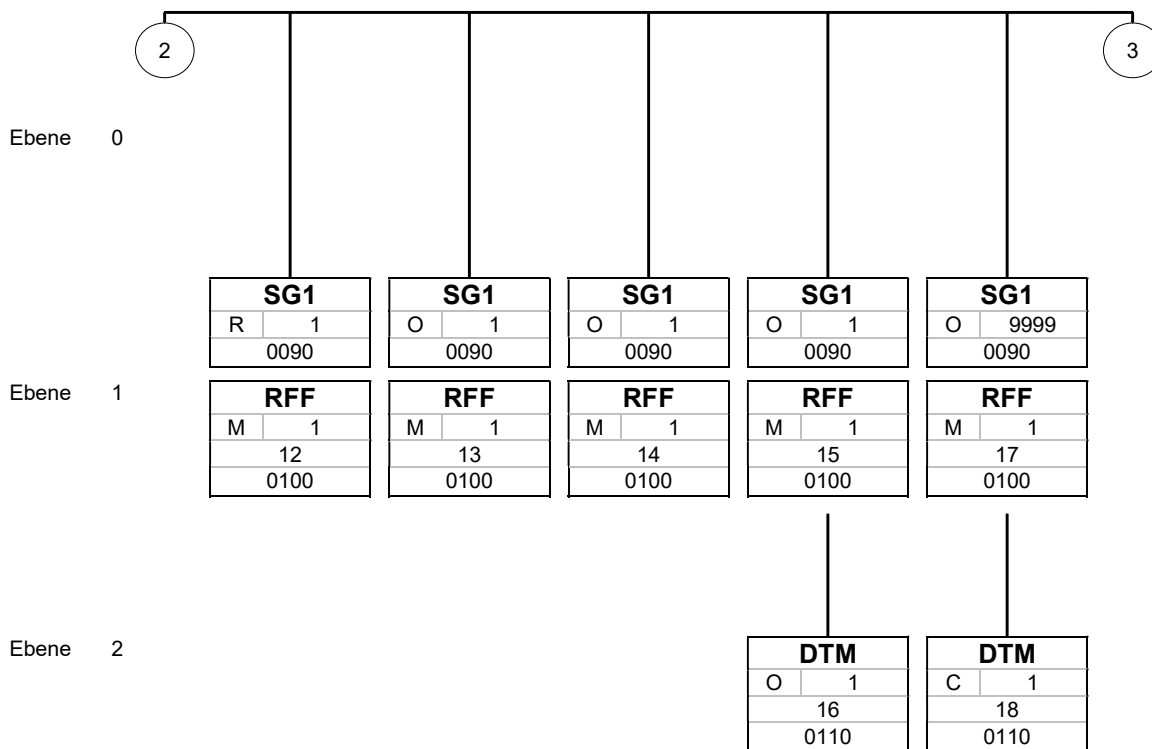 2 3
Ebene 0
SG1 SG1 SG1 SG1 SG1
R 1 O 1 O 1 O 1 O 9999
0090 0090 0090 0090 0090
Ebene 1
RFF RFF RFF RFF RFF
M 1 M 1 M 1 M 1 M 1
12 13 14 15 17
0100 0100 0100 0100 0100
Ebene 2
DTM DTM
O 1 C 1
16 18
0110 0110